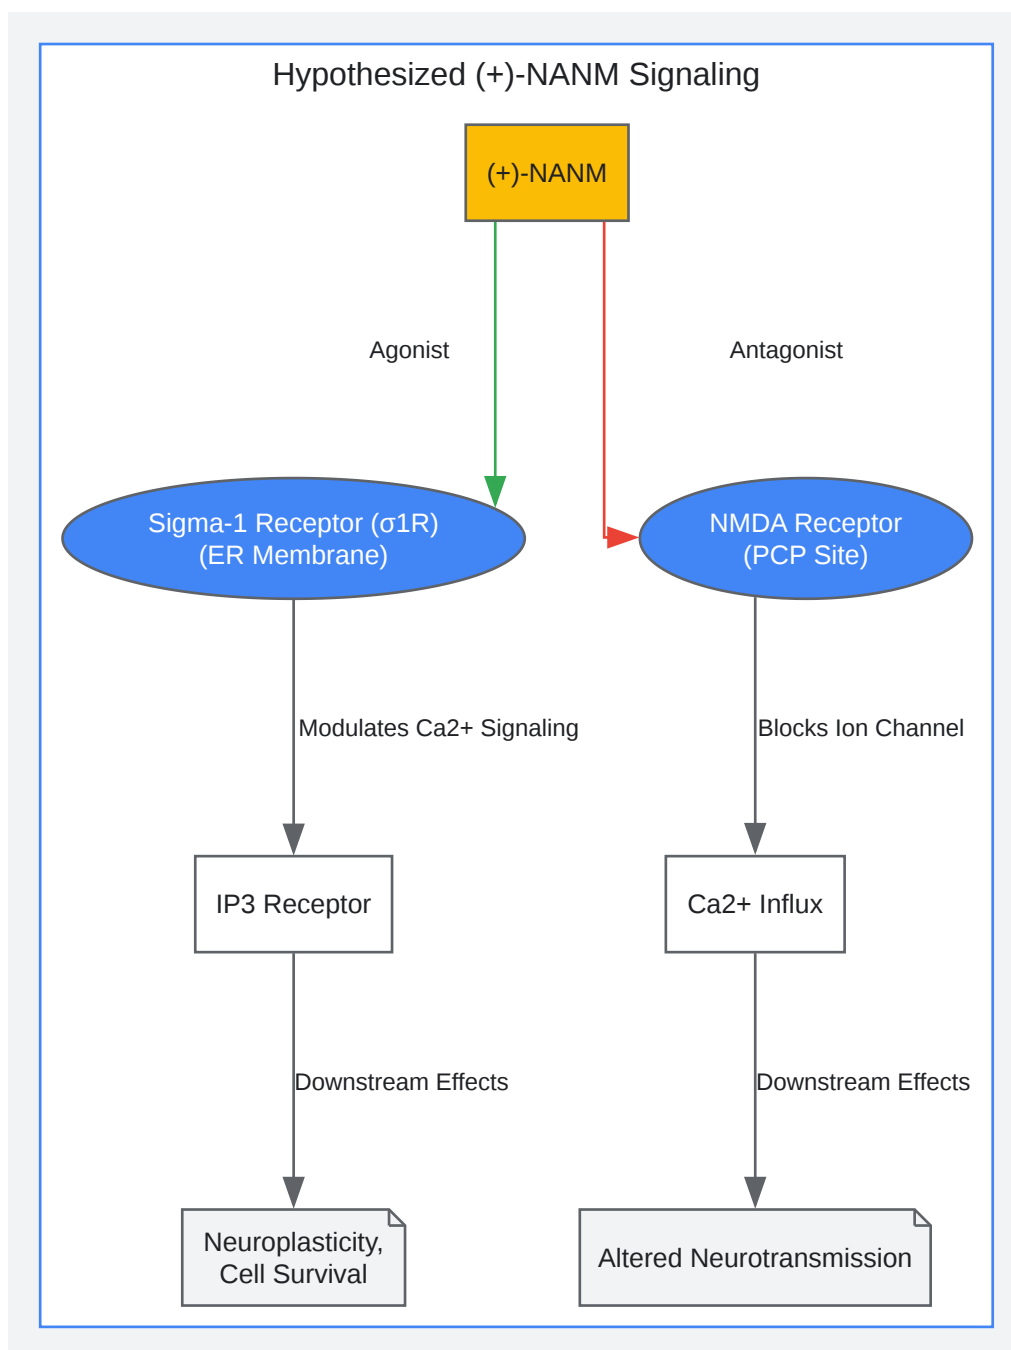 Hypothesized (+)-NANM Signaling
(+)-NANM
Agonist
Antagonist
Sigma-1 Receptor (σ1R)
(ER Membrane)
NMDA Receptor
(PCP Site)
Modulates Ca2+ Signaling
Blocks Ion Channel
IP3 Receptor
Ca2+ Influx
Downstream Effects
Downstream Effects
Neuroplasticity,
Cell Survival
Altered Neurotransmission